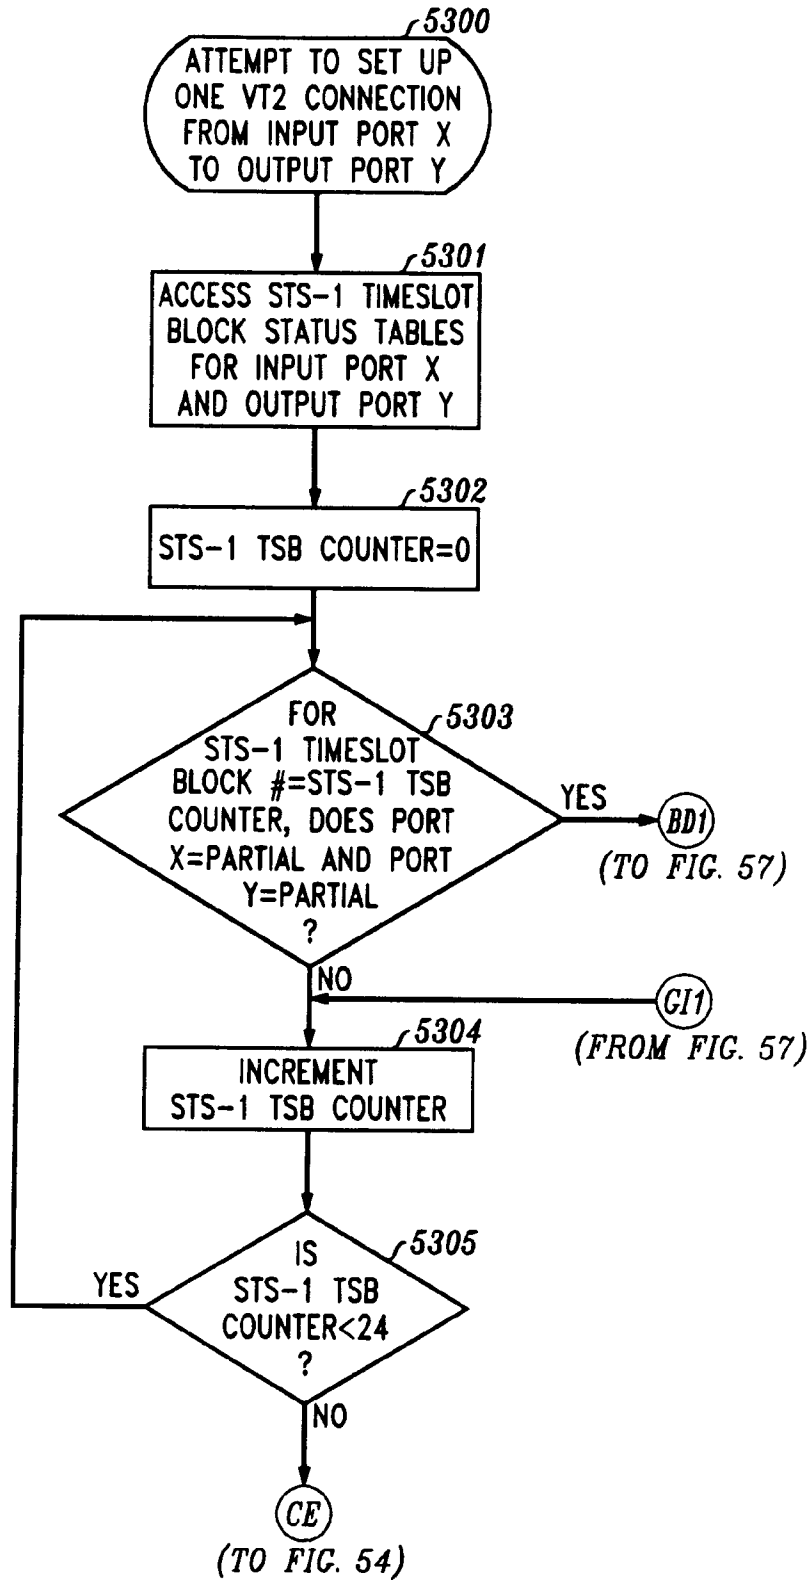 5300
ATTEMPT TO SET UP
ONE VT2 CONNECTION
FROM INPUT PORT X
TO OUTPUT PORT Y
5301
ACCESS STS-1 TIMESLOT
BLOCK STATUS TABLES
FOR INPUT PORT X
AND OUTPUT PORT Y
5302
STS-1 TSB COUNTER=0
5303
FOR
STS-1 TIMESLOT
BLOCK #=STS-1 TSB
COUNTER, DOES PORT
X=PARTIAL AND PORT
Y=PARTIAL
?
YES
BD1
(TO FIG. 57)
NO
GI1
(FROM FIG. 57)
5304
INCREMENT
STS-1 TSB COUNTER
5305
IS
STS-1 TSB
COUNTER<24
?
YES
NO
CE
(TO FIG. 54)